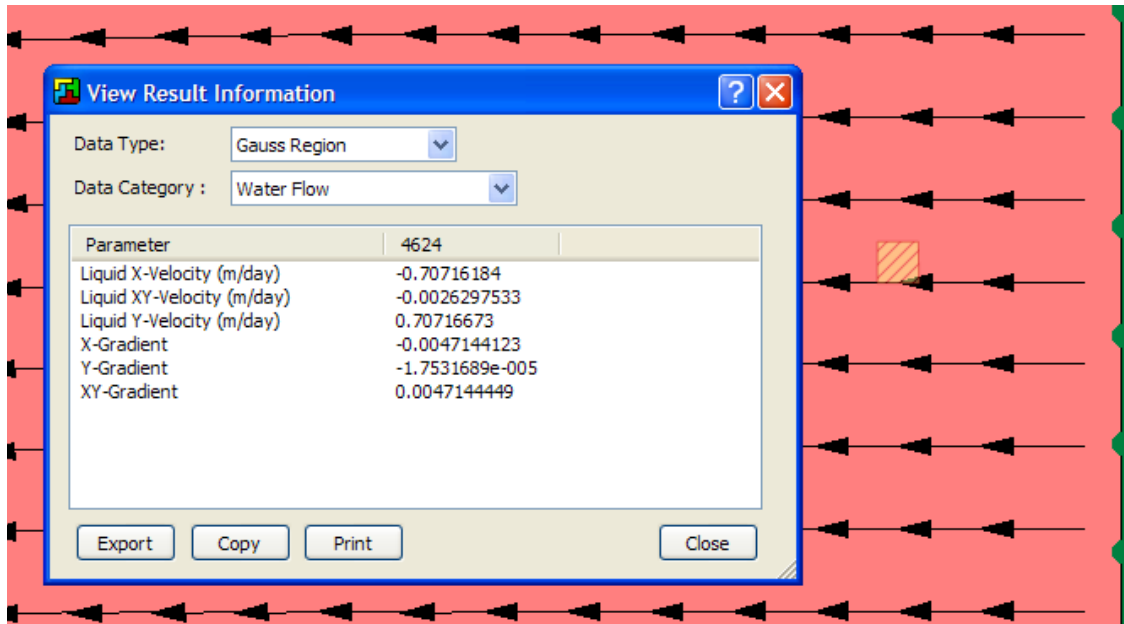 View Result Information
Data Type: Gauss Region
Data Category : Water Flow
Parameter 4624
Liquid X-Velocity (m/day) -0.70716184
Liquid XY-Velocity (m/day) -0.0026297533
Liquid Y-Velocity (m/day) 0.70716673
X-Gradient -0.0047144123
Y-Gradient -1.7531689e-005
XY-Gradient 0.0047144449
Export Copy Print Close